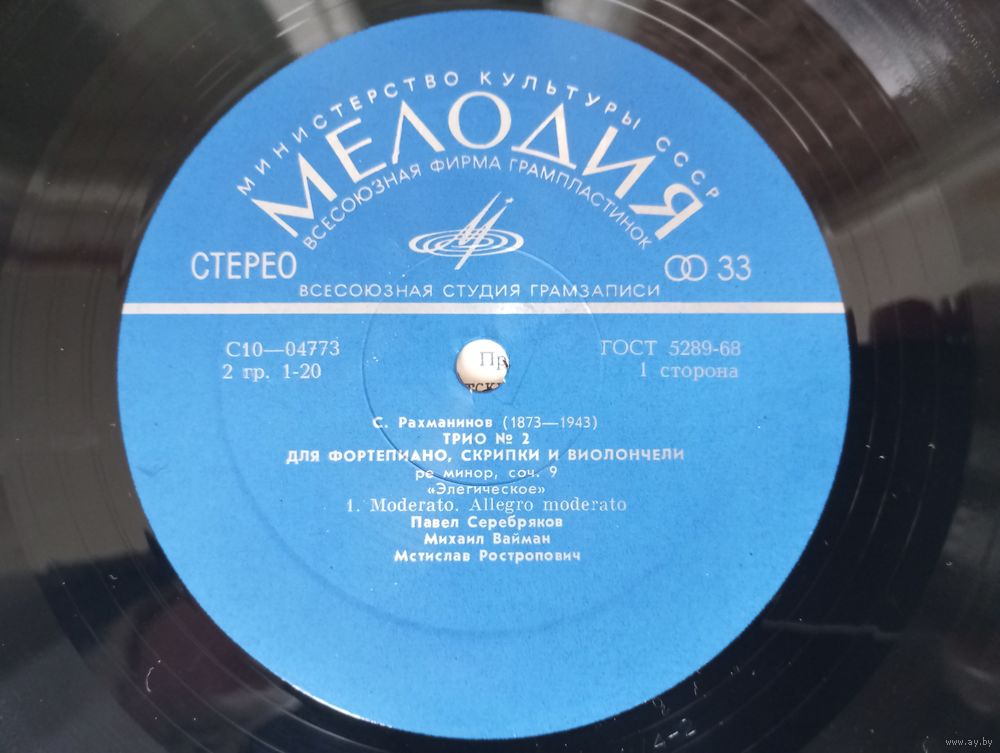 МИНИСТЕРСТВО КУЛЬТУРЫ СССР
МЕЛОДИЯ
ВСЕСОЮЗНАЯ ФИРМА ГРАМПЛАСТИНОК
СТЕРЕО
33
ВСЕСОЮЗНАЯ СТУДИЯ ГРАМЗАПИСИ
С10—04773
ГОСТ 5289-68
2 гр. 1-20
1 сторона
С. Рахманинов (1873—1943)
ТРИО № 2
ДЛЯ ФОРТЕПИАНО, СКРИПКИ И ВИОЛОНЧЕЛИ
ре минор, соч. 9
«Элегическое»
1. Moderato. Allegro moderato
Павел Серебряков
Михаил Вайман
Мстислав Ростропович
www.ay.by